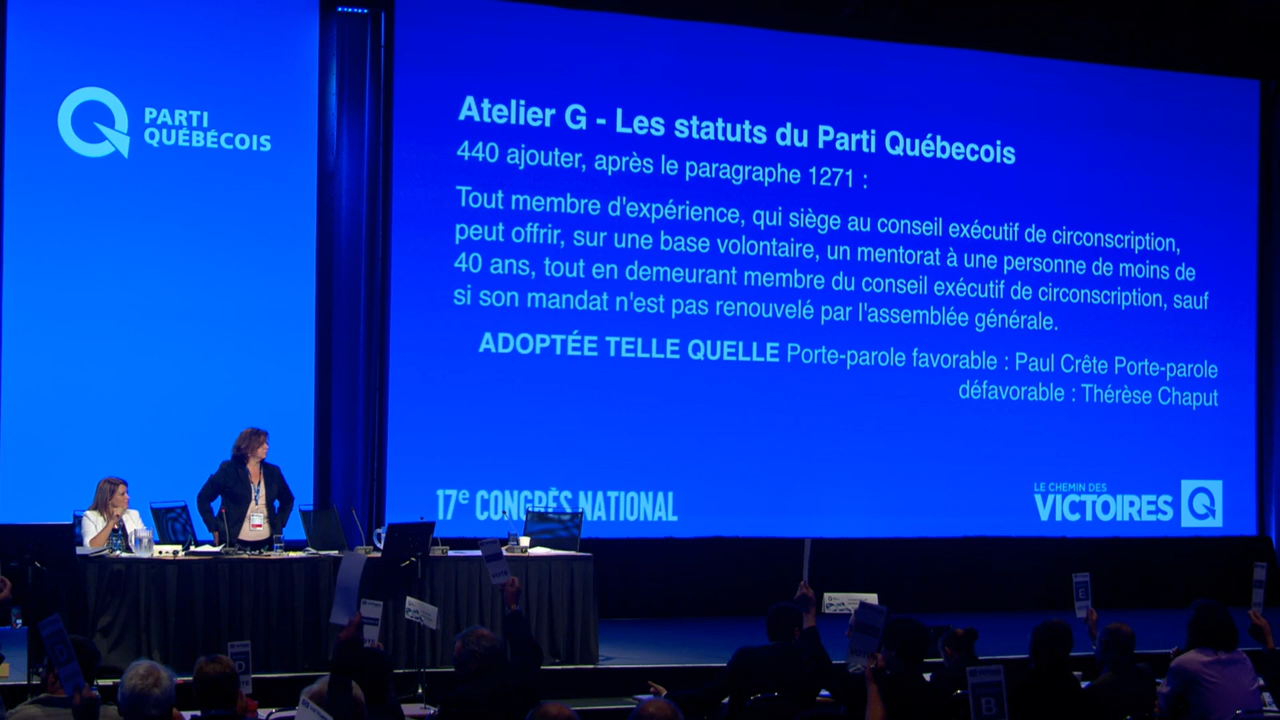 PARTI
QUÉBÉCOIS
Atelier G - Les statuts du Parti Québecois
440 ajouter, après le paragraphe 1271 :
Tout membre d'expérience, qui siège au conseil exécutif de circonscription,
peut offrir, sur une base volontaire, un mentorat à une personne de moins de
40 ans, tout en demeurant membre du conseil exécutif de circonscription, sauf
si son mandat n'est pas renouvelé par l'assemblée générale.
ADOPTÉE TELLE QUELLE Porte-parole favorable : Paul Crête Porte-parole
défavorable : Thérèse Chaput
17e CONGRÈS NATIONAL
LE CHEMIN DES
VICTOIRES
VOTE
E
D
B